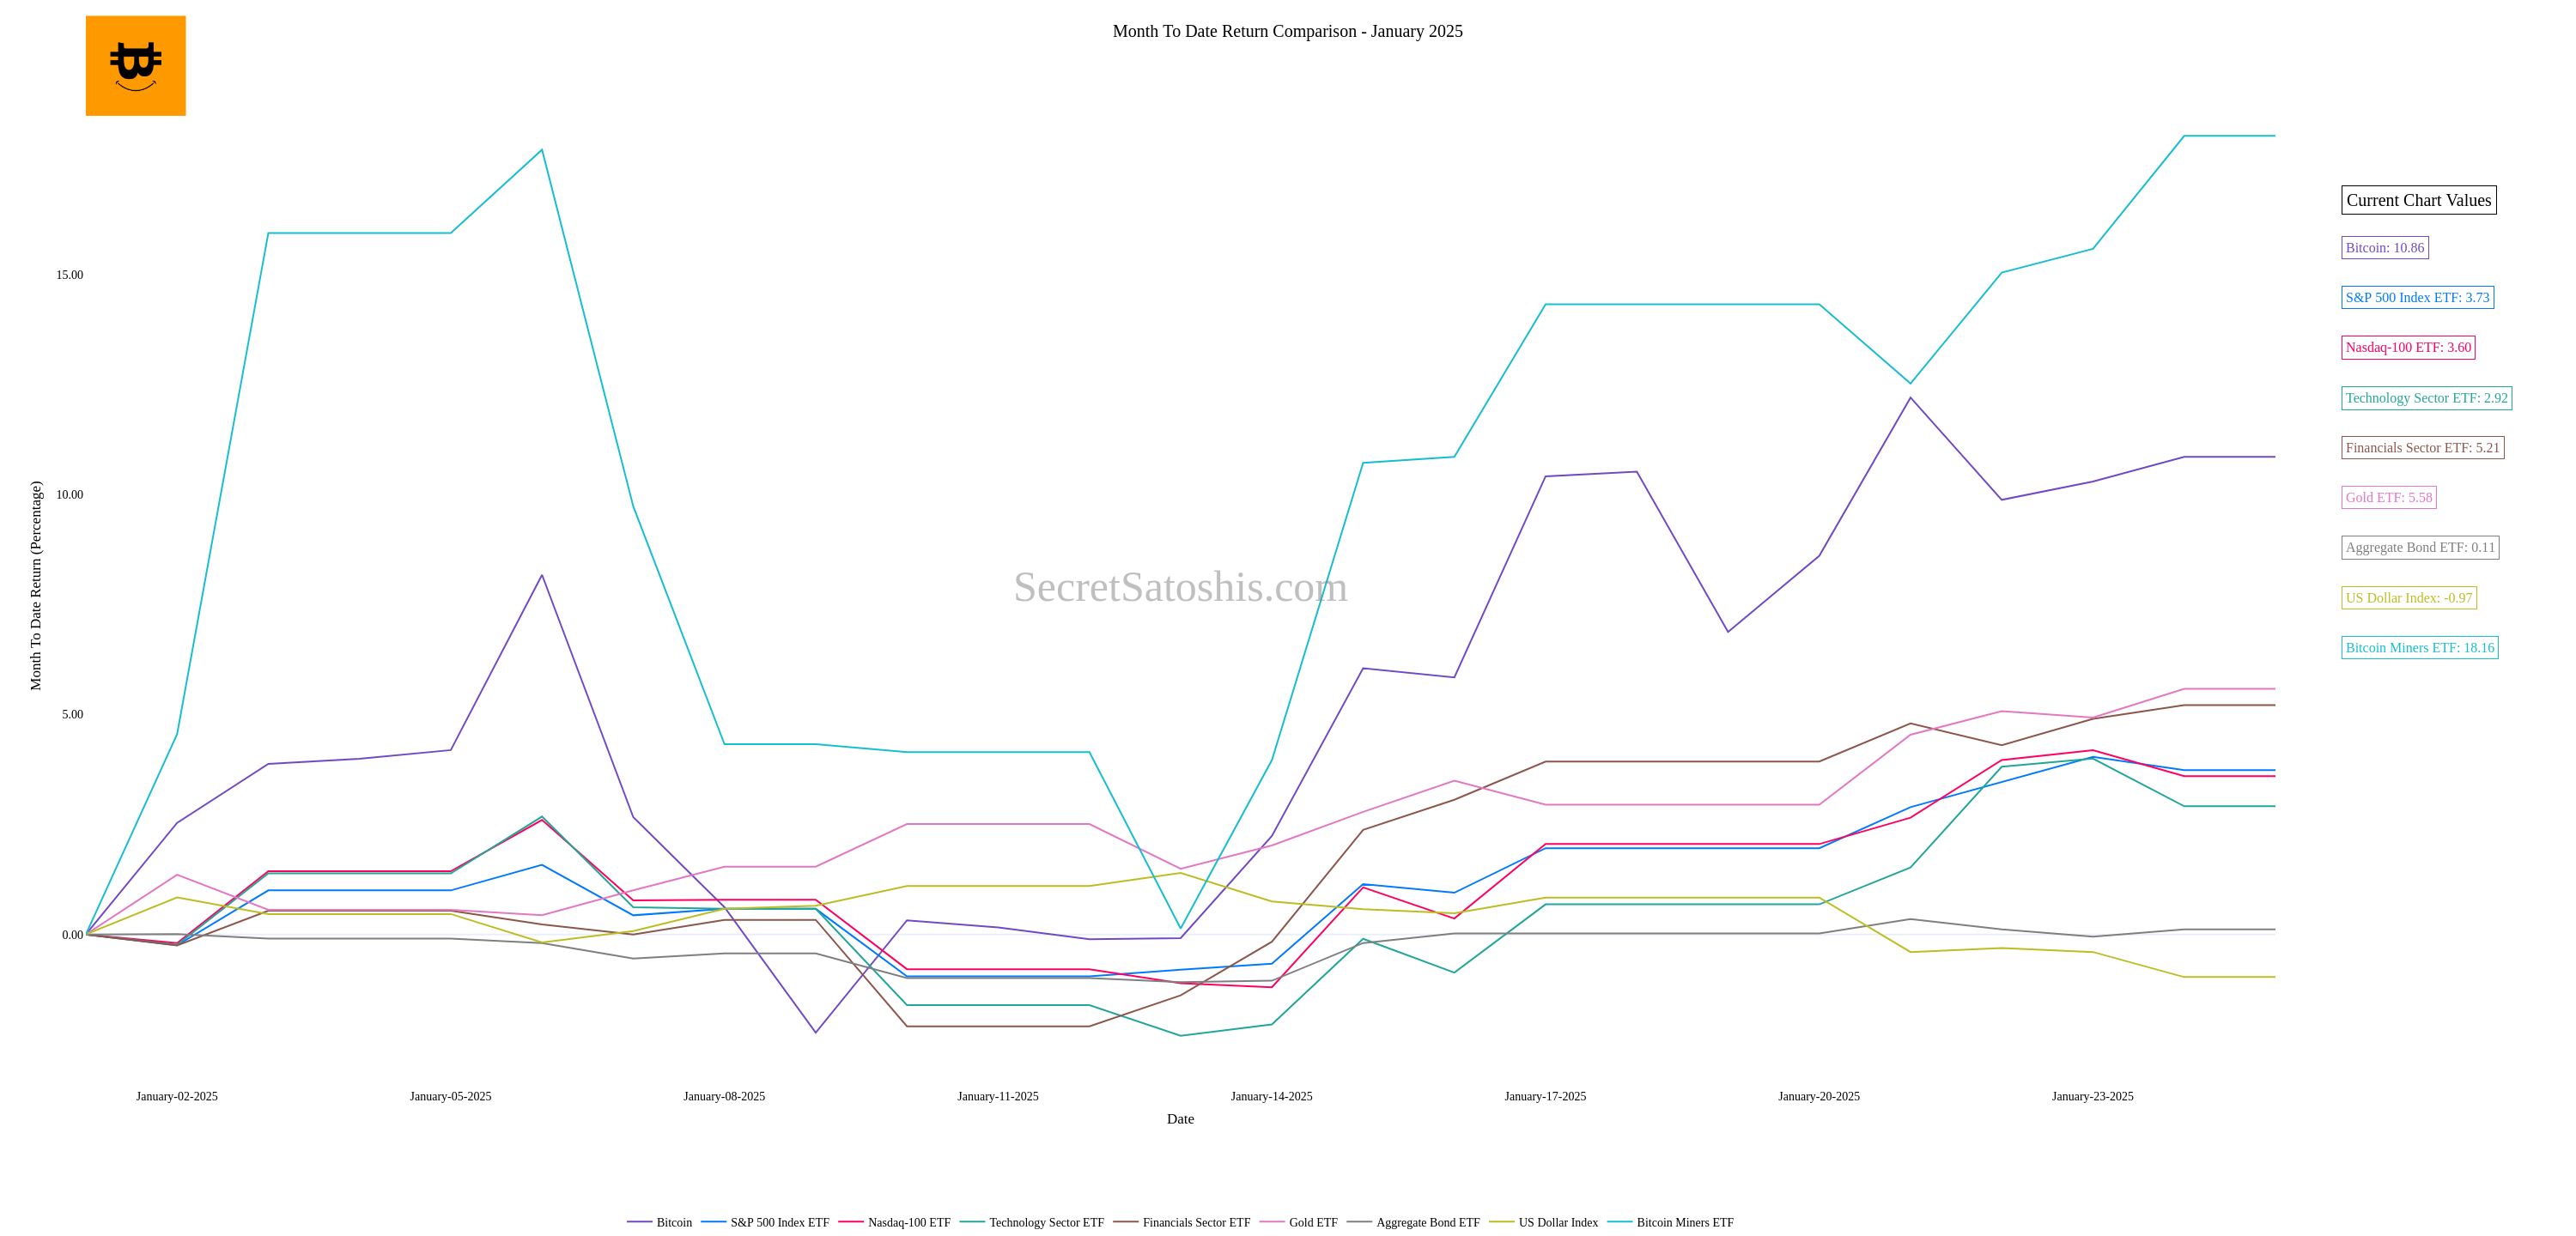 Month To Date Return Comparison - January 2025
Current Chart Values
Bitcoin: 10.86
S&P 500 Index ETF: 3.73
Nasdaq-100 ETF: 3.60
Technology Sector ETF: 2.92
Financials Sector ETF: 5.21
Gold ETF: 5.58
Aggregate Bond ETF: 0.11
US Dollar Index: -0.97
Bitcoin Miners ETF: 18.16
Month To Date Return (Percentage)
15.00
10.00
5.00
0.00
SecretSatoshis.com
January-02-2025 January-05-2025 January-08-2025 January-11-2025 January-14-2025 January-17-2025 January-20-2025 January-23-2025
Date
Bitcoin S&P 500 Index ETF Nasdaq-100 ETF Technology Sector ETF Financials Sector ETF Gold ETF Aggregate Bond ETF US Dollar Index Bitcoin Miners ETF